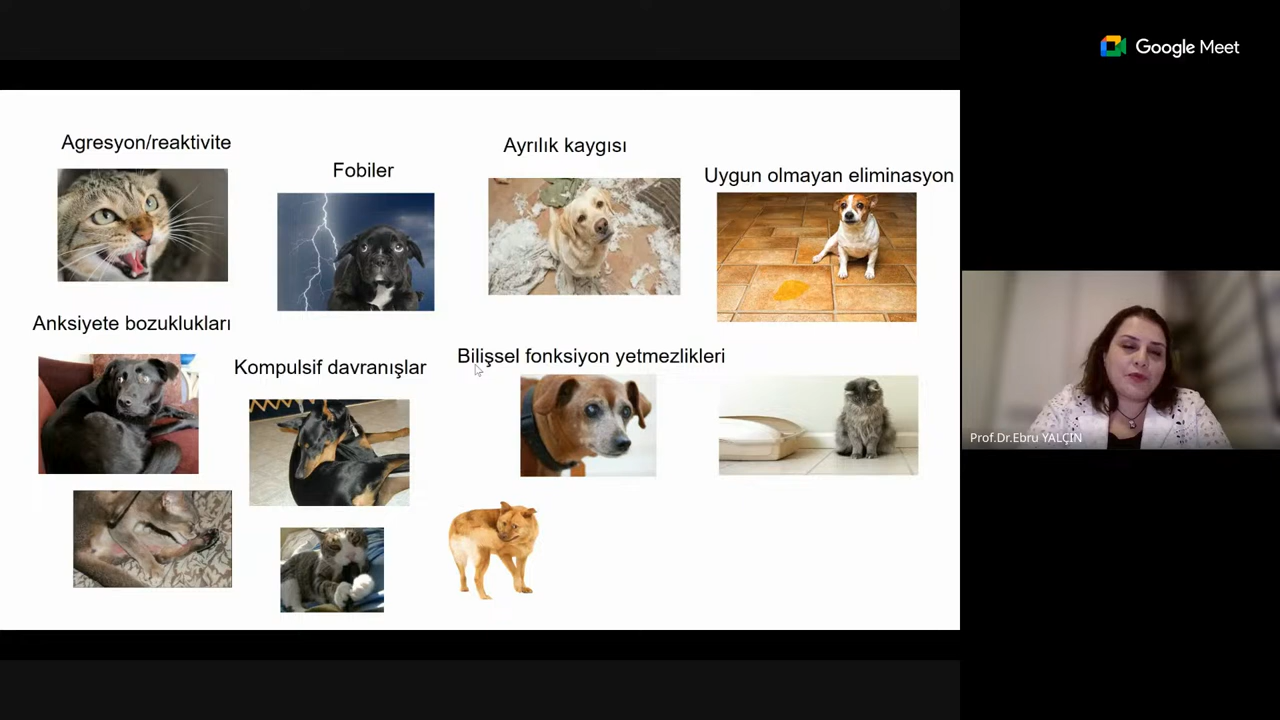 Google Meet
Agresyon/reaktivite
Fobiler
Ayrılık kaygısı
Uygun olmayan eliminasyon
Anksiyete bozuklukları
Kompulsif davranışlar
Bilişsel fonksiyon yetmezlikleri
Prof.Dr.Ebru YALÇIN